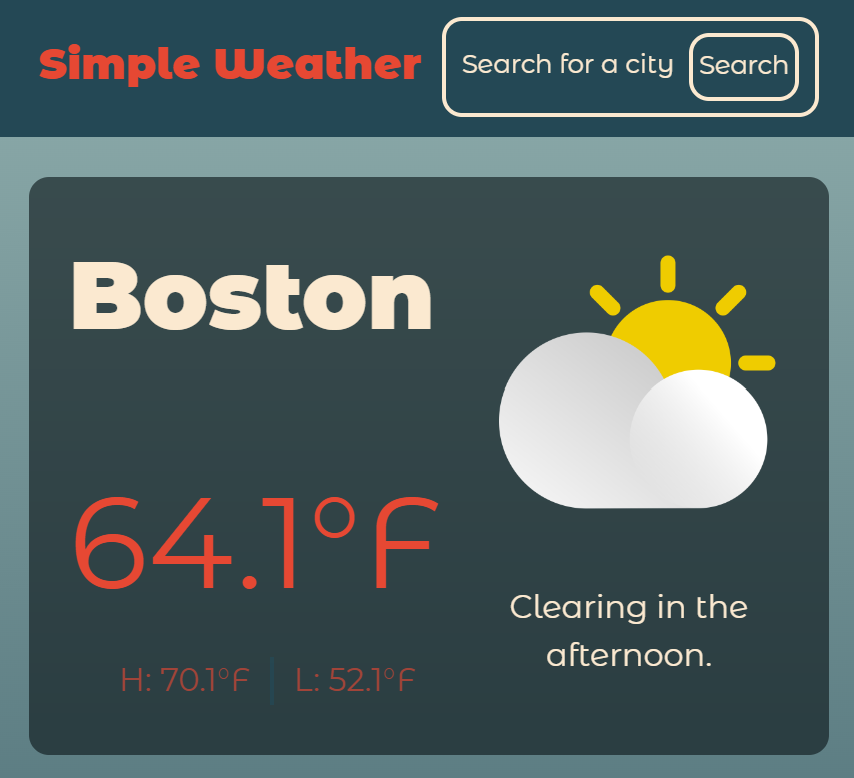 Simple Weather
Search for a city
Search
Boston
64.1°F
H: 70.1°F
L: 52.1°F
Clearing in the
afternoon.